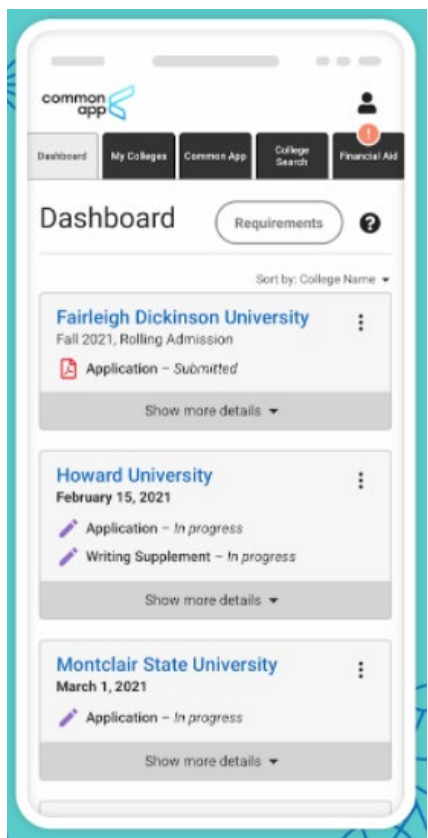 common
app
!
Dashboard My Colleges Common App College Search Financial Aid
Dashboard Requirements ?
Sort by: College Name
Fairleigh Dickinson University
Fall 2021, Rolling Admission
Application – Submitted
Show more details
Howard University
February 15, 2021
Application – In progress
Writing Supplement – In progress
Show more details
Montclair State University
March 1, 2021
Application – In progress
Show more details